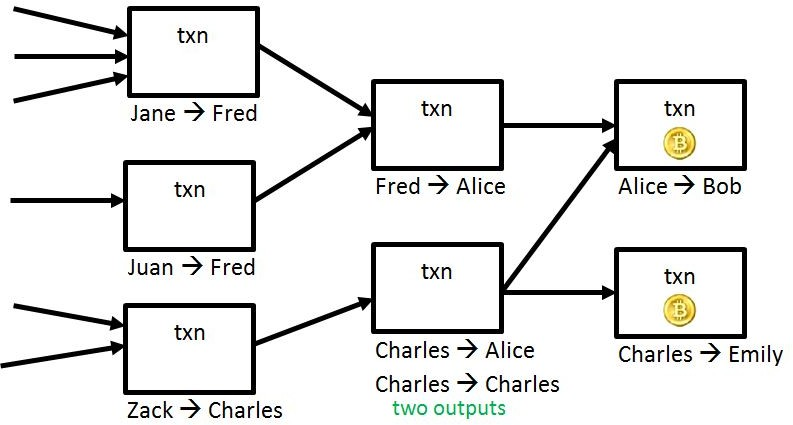 txn
Jane → Fred
txn
Juan → Fred
txn
Zack → Charles
txn
Fred → Alice
txn
Charles → Alice
Charles → Charles
two outputs
txn
Alice → Bob
txn
Charles → Emily